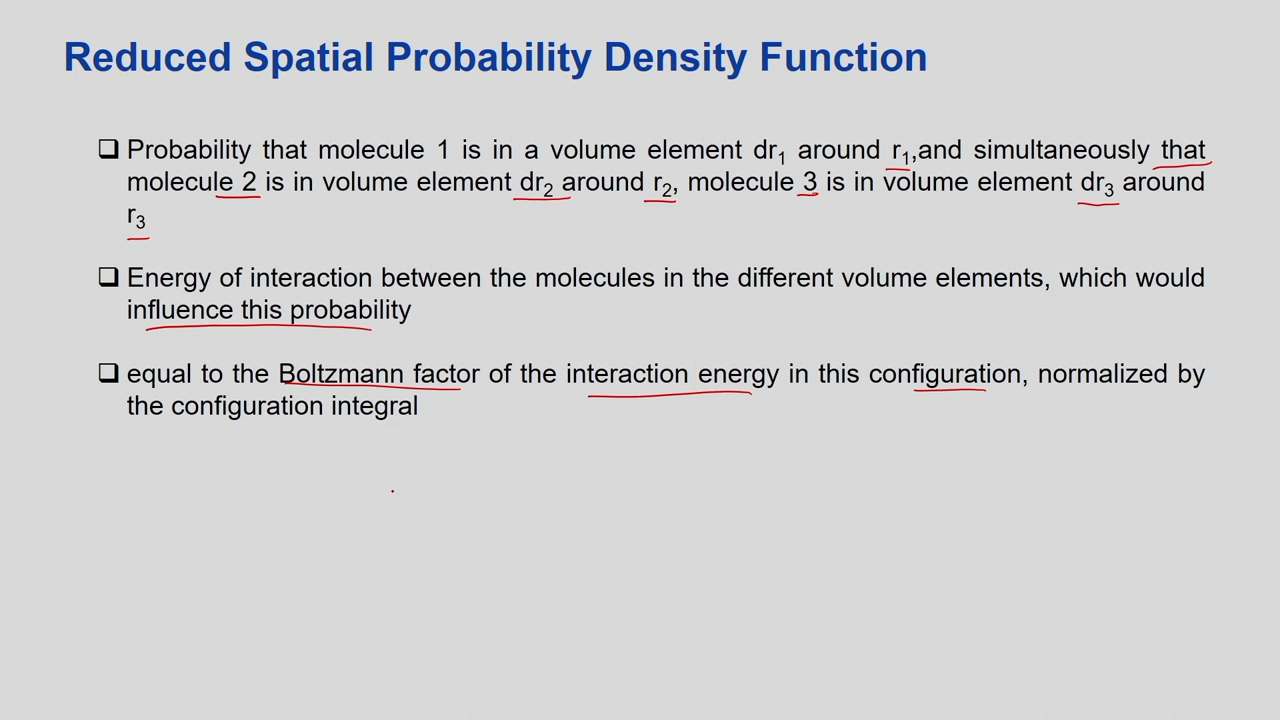 Reduced Spatial Probability Density Function
❑ Probability that molecule 1 is in a volume element dr₁ around r₁,and simultaneously that
molecule 2 is in volume element dr₂ around r₂, molecule 3 is in volume element dr₃ around
r₃
❑ Energy of interaction between the molecules in the different volume elements, which would
influence this probability
❑ equal to the Boltzmann factor of the interaction energy in this configuration, normalized by
the configuration integral